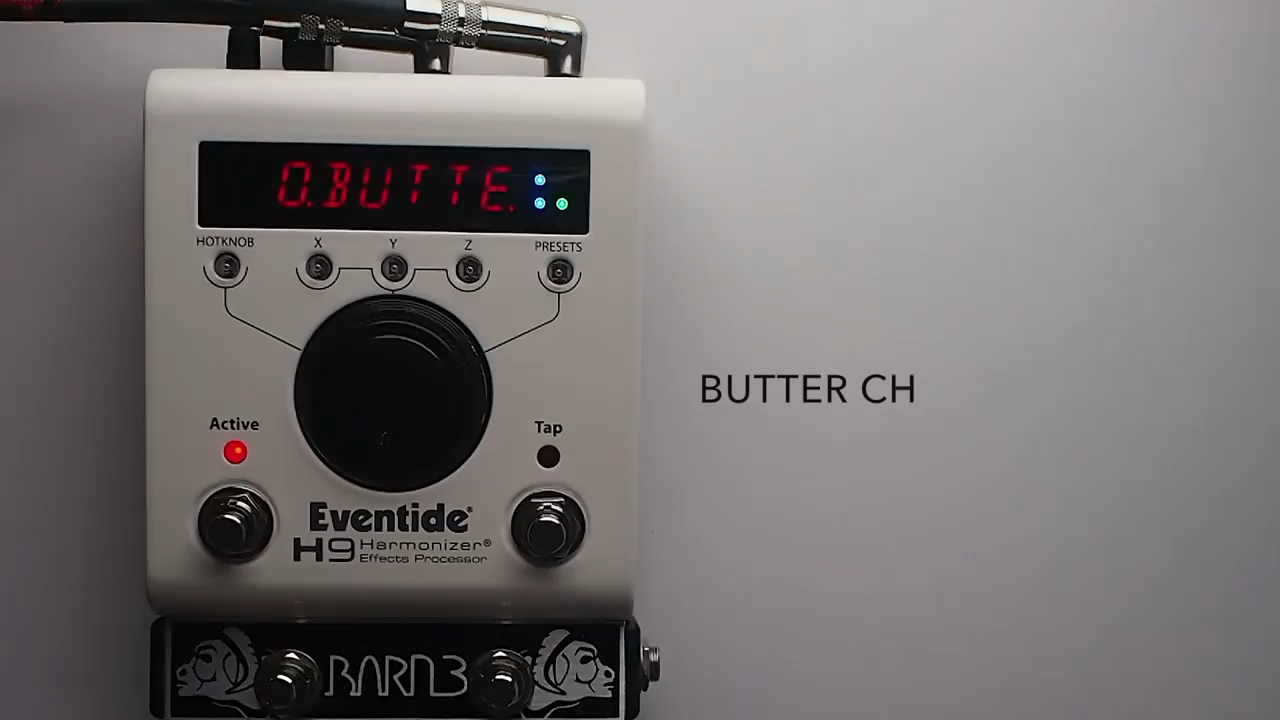 0.BUTTE.
HOTKNOB X Y Z PRESETS
BUTTER CH
Active
Tap
Eventide®
H9 Harmonizer®
Effects Processor
BARN3